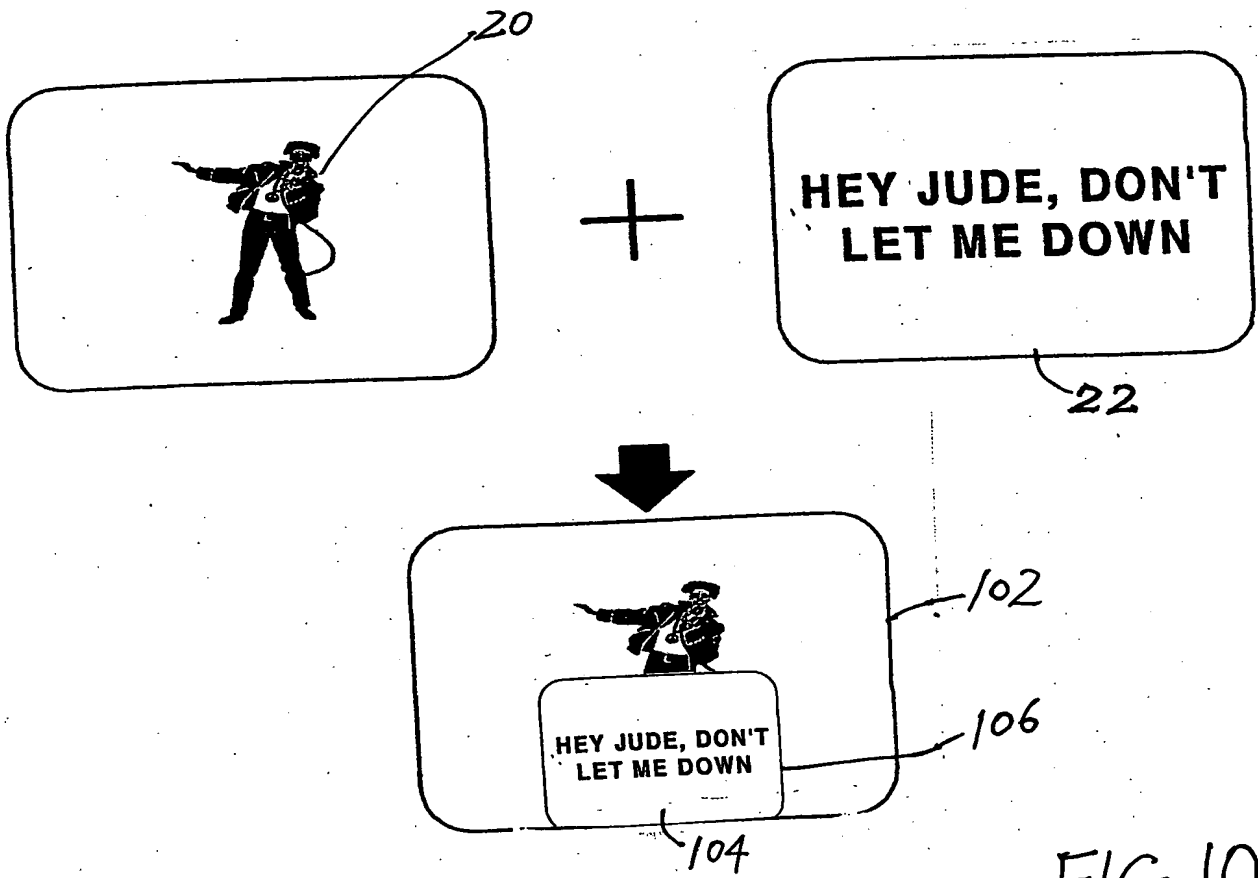 20
HEY JUDE, DON'T
LET ME DOWN
22
102
106
HEY JUDE, DON'T
LET ME DOWN
104
FIG. 10